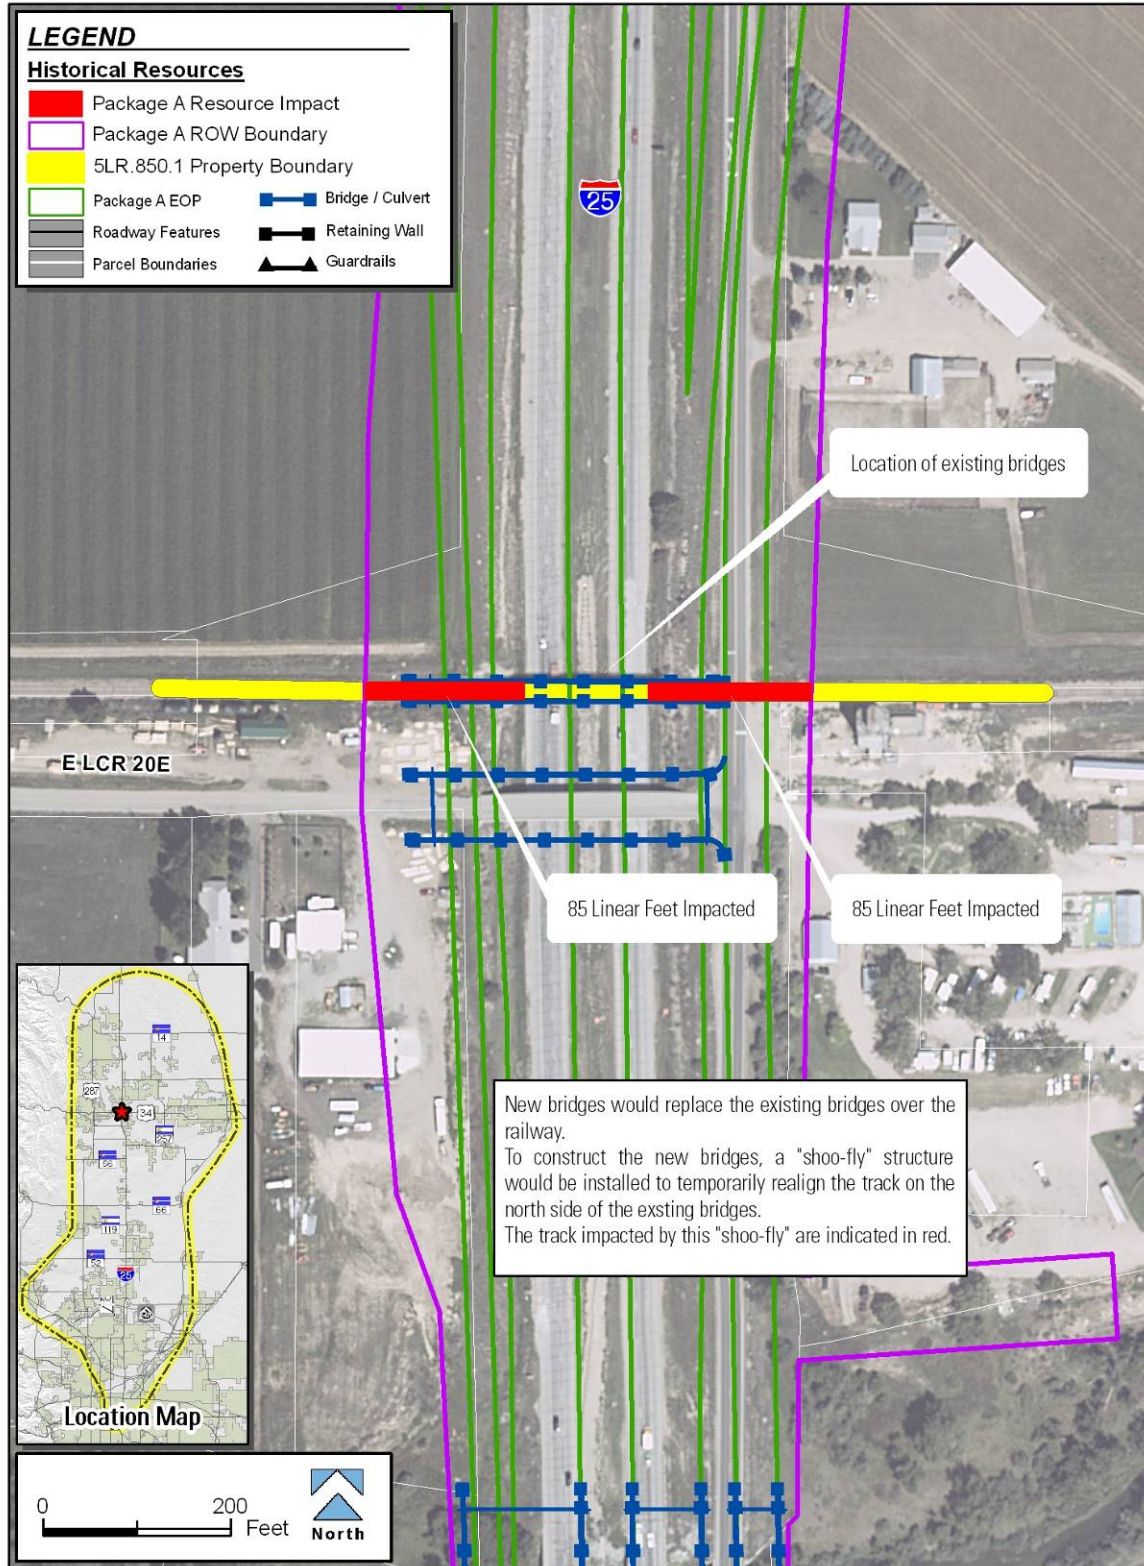 LEGEND
Historical Resources
Package A Resource Impact
Package A ROW Boundary
5LR.850.1 Property Boundary
Package A EOP
Bridge / Culvert
Roadway Features
Retaining Wall
Parcel Boundaries
Guardrails
25
Location of existing bridges
E LCR 20E
85 Linear Feet Impacted
85 Linear Feet Impacted
New bridges would replace the existing bridges over the
railway.
To construct the new bridges, a "shoo-fly" structure
would be installed to temporarily realign the track on the
north side of the exsting bridges.
The track impacted by this "shoo-fly" are indicated in red.
14
287
34
257
56
66
119
52
25
7
Location Map
0
200
Feet
North